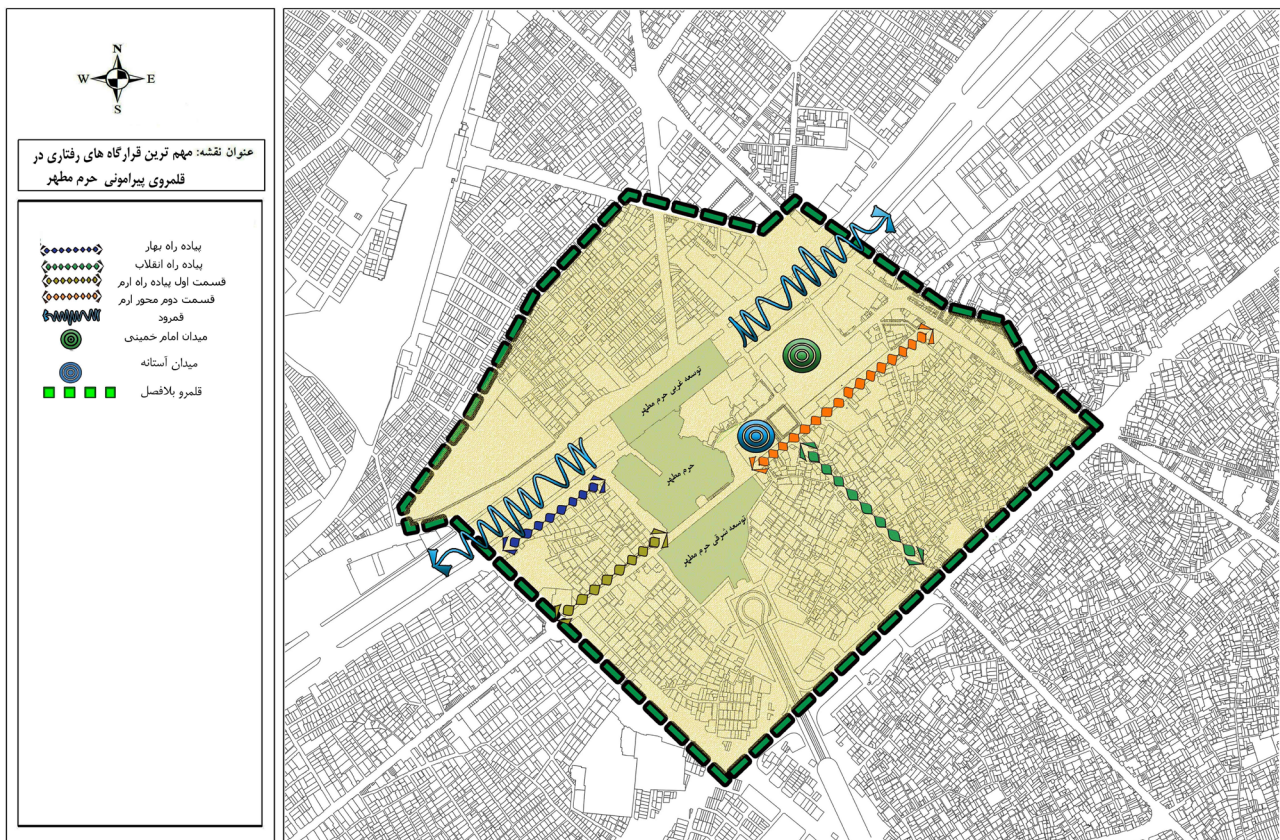 N
W E
S
عنوان نقشه: مهم ترین قرارگاه های رفتاری در
قلمروی پیرامونی حرم مطهر
پیاده راه بهار
پیاده راه انقلاب
قسمت اول پیاده راه ارم
قسمت دوم محور ارم
قمرود
میدان امام خمینی
میدان آستانه
قلمرو بلافصل
توسعه غربی حرم مطهر
حرم مطهر
توسعه شرقی حرم مطهر